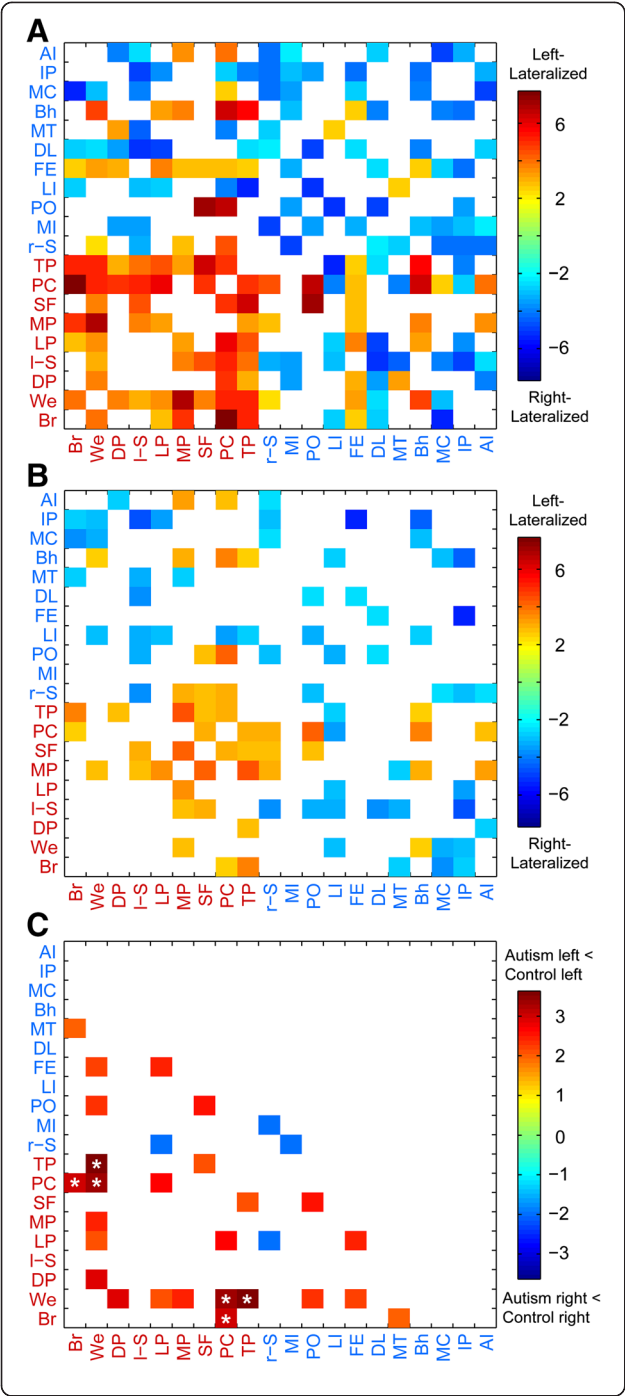 A
AI
IP
MC
Bh
MT
DL
FE
LI
PO
MI
r-S
TP
PC
SF
MP
LP
l-S
DP
We
Br
Br We DP l-S LP MP SF PC TP r-S MI PO LI FE DL MT Bh MC IP AI
Left-
Lateralized
6
2
−2
−6
Right-
Lateralized
B
AI
IP
MC
Bh
MT
DL
FE
LI
PO
MI
r-S
TP
PC
SF
MP
LP
l-S
DP
We
Br
Br We DP l-S LP MP SF PC TP r-S MI PO LI FE DL MT Bh MC IP AI
Left-
Lateralized
6
2
−2
−6
Right-
Lateralized
C
AI
IP
MC
Bh
MT
DL
FE
LI
PO
MI
r-S
TP *
PC * *
SF
MP
LP
l-S
DP
We * *
Br *
Br We DP l-S LP MP SF PC TP r-S MI PO LI FE DL MT Bh MC IP AI
Autism left <
Control left
3
2
1
0
−1
−2
−3
Autism right <
Control right